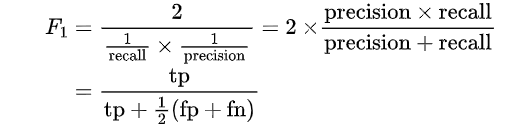 F₁ = 2 / (1/recall × 1/precision) = 2 × (precision × recall) / (precision + recall)
= tp / (tp + 1/2 (fp + fn))